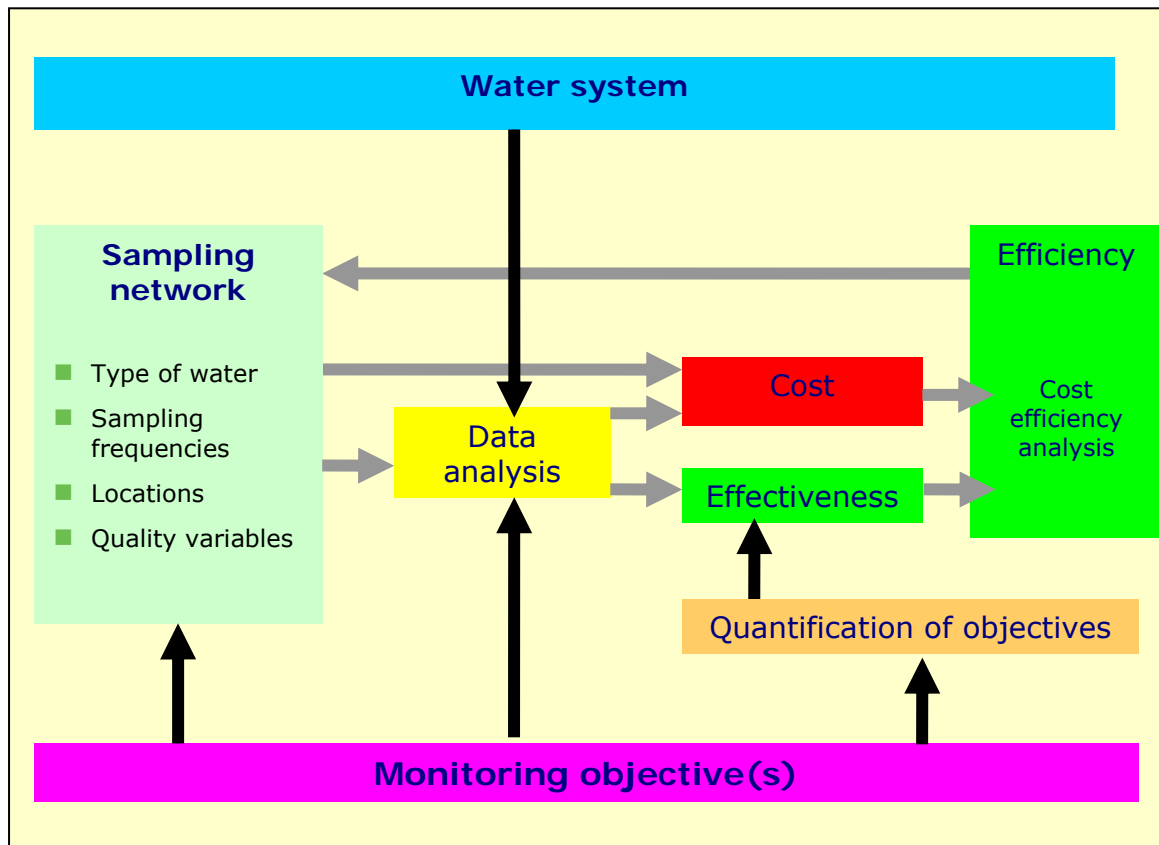 Water system
Sampling
network
Type of water
Sampling
frequencies
Locations
Quality variables
Data
analysis
Cost
Effectiveness
Efficiency
Cost
efficiency
analysis
Quantification of objectives
Monitoring objective(s)